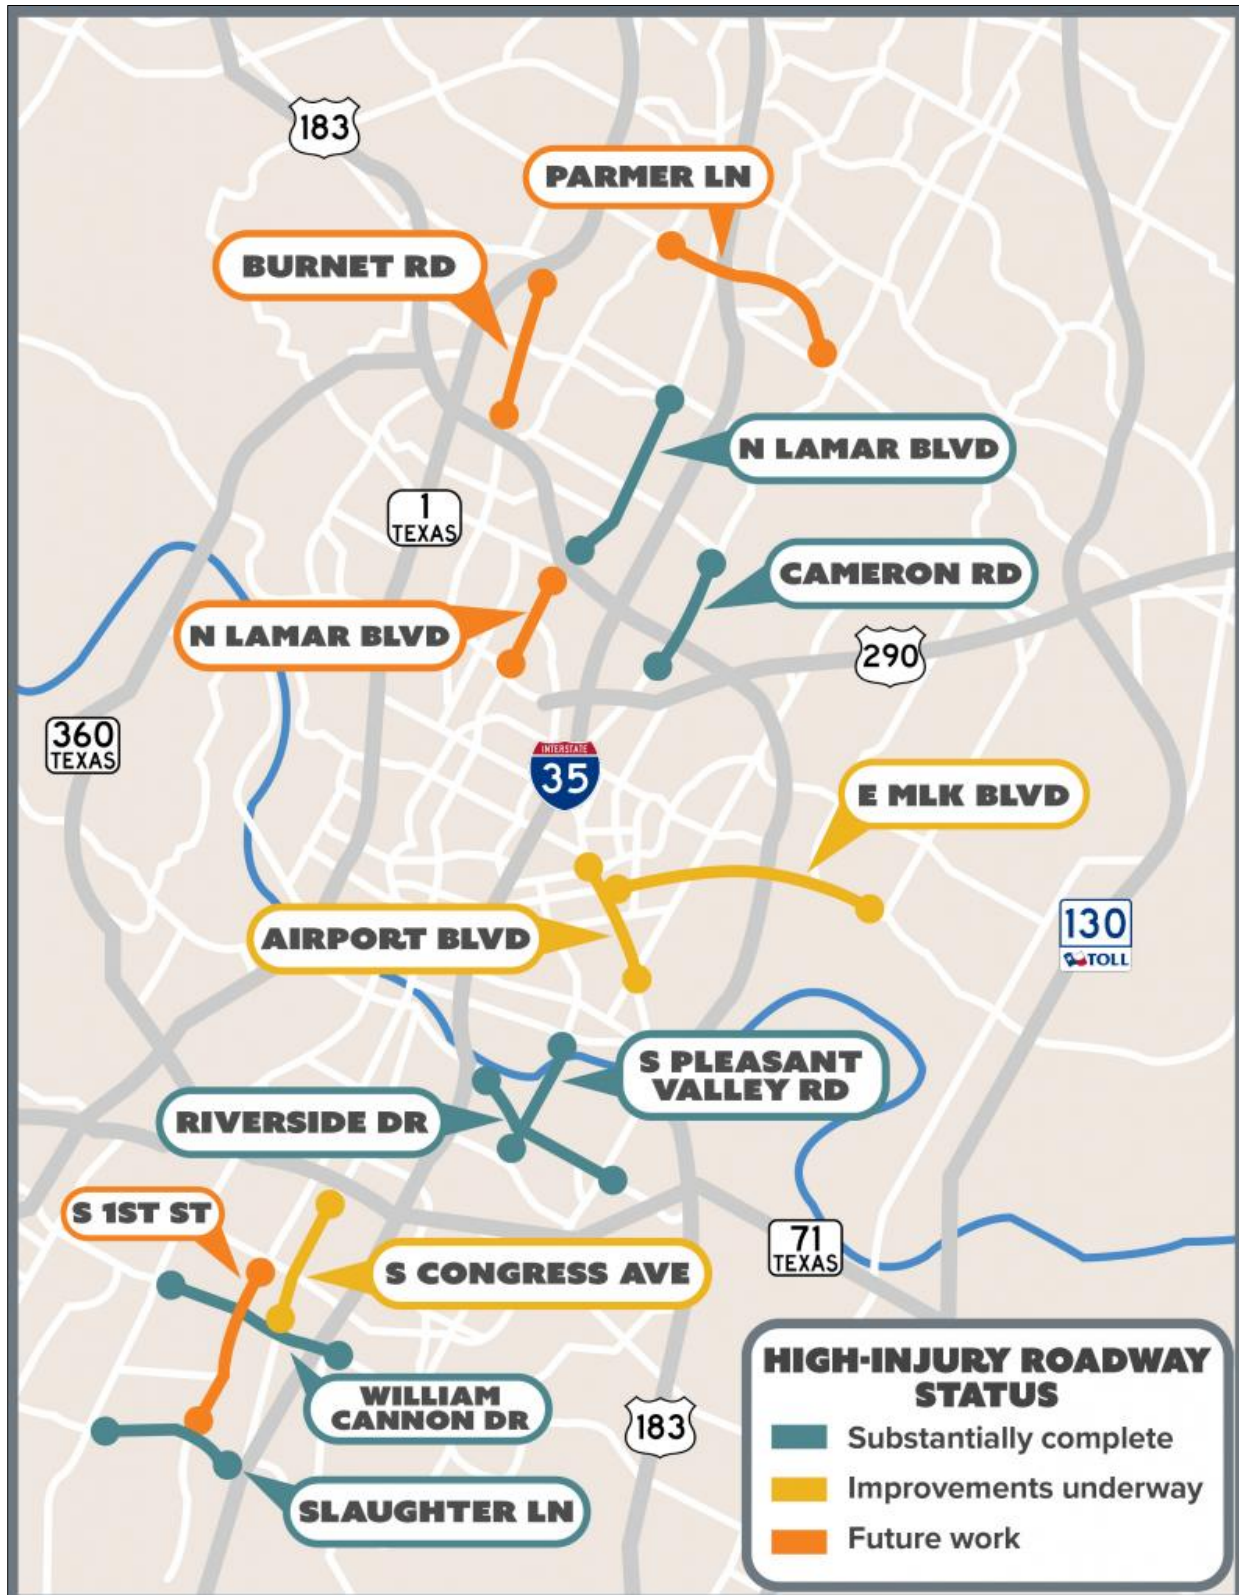 183
PARMER LN
BURNET RD
N LAMAR BLVD
1
TEXAS
CAMERON RD
N LAMAR BLVD
290
360
TEXAS
INTERSTATE
35
E MLK BLVD
130
TOLL
AIRPORT BLVD
S PLEASANT
VALLEY RD
RIVERSIDE DR
S 1ST ST
71
TEXAS
S CONGRESS AVE
WILLIAM
CANNON DR
183
SLAUGHTER LN
HIGH-INJURY ROADWAY
STATUS
Substantially complete
Improvements underway
Future work